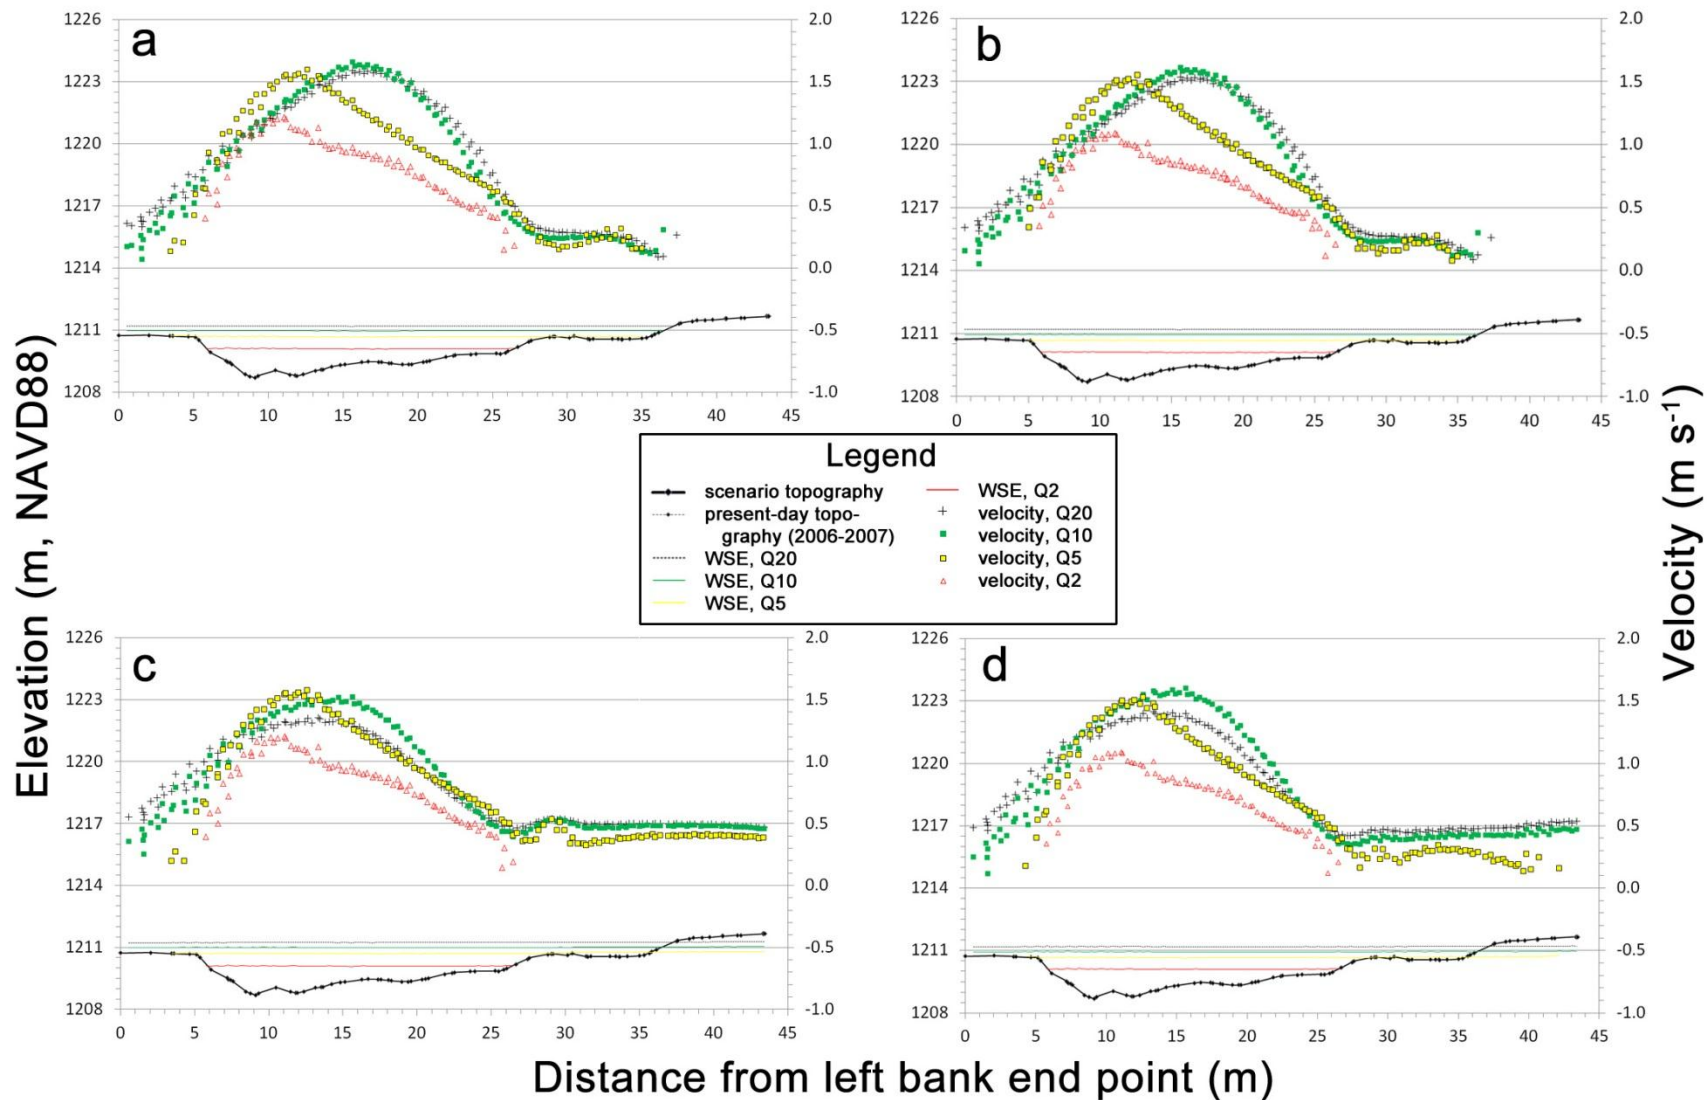 a
1226
1223
1220
1217
1214
1211
1208
2.0
1.5
1.0
0.5
0.0
-0.5
-1.0
0 5 10 15 20 25 30 35 40 45
b
1226
1223
1220
1217
1214
1211
1208
2.0
1.5
1.0
0.5
0.0
-0.5
-1.0
0 5 10 15 20 25 30 35 40 45
Elevation (m, NAVD88)
Velocity (m s-1)
Legend
scenario topography
present-day topo-
graphy (2006-2007)
WSE, Q20
WSE, Q10
WSE, Q5
WSE, Q2
velocity, Q20
velocity, Q10
velocity, Q5
velocity, Q2
c
1226
1223
1220
1217
1214
1211
1208
2.0
1.5
1.0
0.5
0.0
-0.5
-1.0
0 5 10 15 20 25 30 35 40 45
d
1226
1223
1220
1217
1214
1211
1208
2.0
1.5
1.0
0.5
0.0
-0.5
-1.0
0 5 10 15 20 25 30 35 40 45
Distance from left bank end point (m)